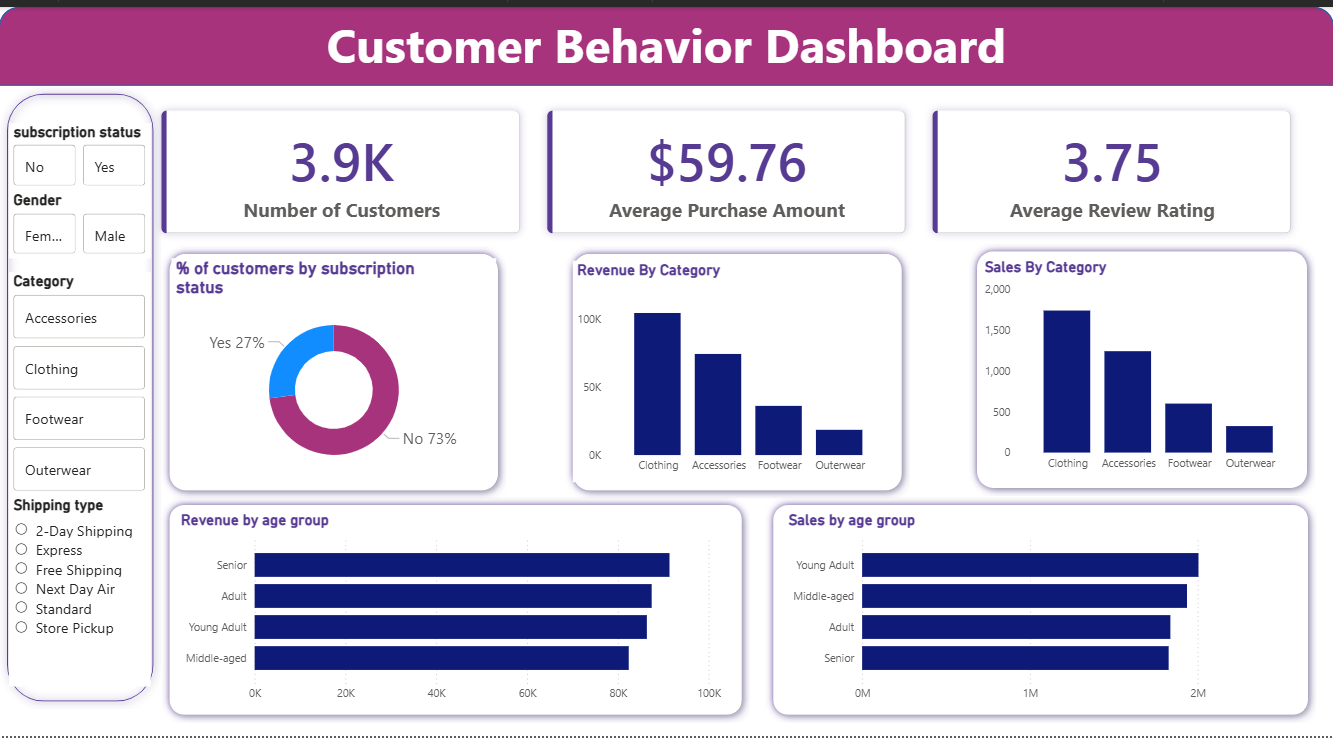 Customer Behavior Dashboard
subscription status
No
Yes
Gender
Fem...
Male
Category
Accessories
Clothing
Footwear
Outerwear
Shipping type
2-Day Shipping
Express
Free Shipping
Next Day Air
Standard
Store Pickup
3.9K
Number of Customers
$59.76
Average Purchase Amount
3.75
Average Review Rating
% of customers by subscription
status
Yes 27%
No 73%
Revenue By Category
100K
50K
0K
Clothing Accessories Footwear Outerwear
Sales By Category
2,000
1,500
1,000
500
0
Clothing Accessories Footwear Outerwear
Revenue by age group
Senior
Adult
Young Adult
Middle-aged
0K 20K 40K 60K 80K 100K
Sales by age group
Young Adult
Middle-aged
Adult
Senior
0M 1M 2M